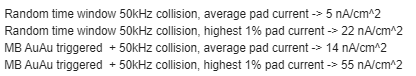 Random time window 50kHz collision, average pad current -> 5 nA/cm^2
Random time window 50kHz collision, highest 1% pad current -> 22 nA/cm^2
MB AuAu triggered  + 50kHz collision, average pad current -> 14 nA/cm^2
MB AuAu triggered  + 50kHz collision, highest 1% pad current -> 55 nA/cm^2